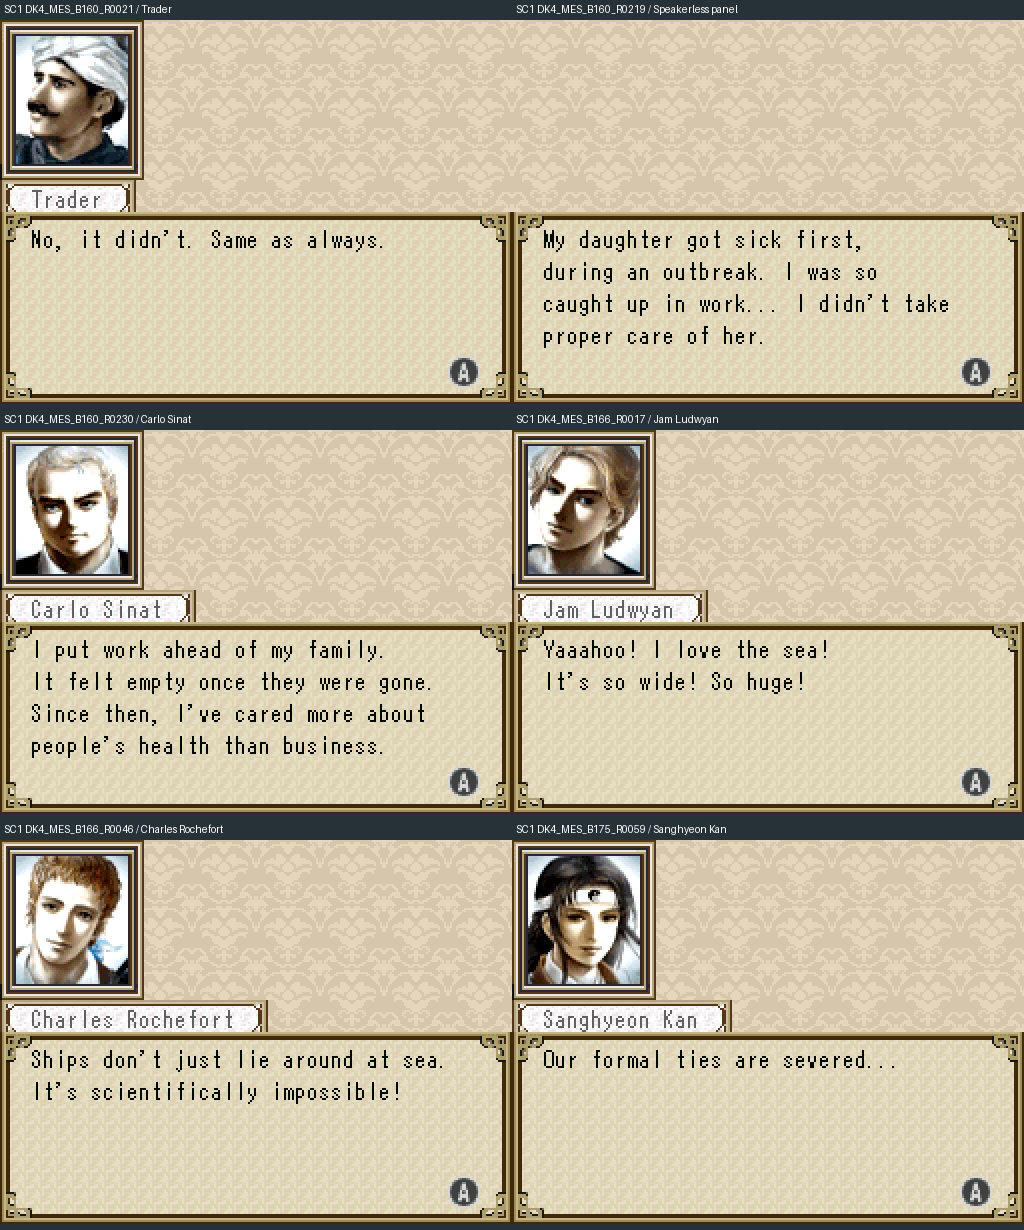 SC1 DK4_MES_B160_R0021 / Trader
Trader
No, it didn't. Same as always.
A
SC1 DK4_MES_B160_R0219 / Speakerless panel
My daughter got sick first,
during an outbreak. I was so
caught up in work... I didn't take
proper care of her.
A
SC1 DK4_MES_B160_R0230 / Carlo Sinat
Carlo Sinat
I put work ahead of my family.
It felt empty once they were gone.
Since then, I've cared more about
people's health than business.
A
SC1 DK4_MES_B166_R0017 / Jam Ludwyan
Jam Ludwyan
Yaaahoo! I love the sea!
It's so wide! So huge!
A
SC1 DK4_MES_B166_R0046 / Charles Rochefort
Charles Rochefort
Ships don't just lie around at sea.
It's scientifically impossible!
A
SC1 DK4_MES_B175_R0059 / Sanghyeon Kan
Sanghyeon Kan
Our formal ties are severed...
A